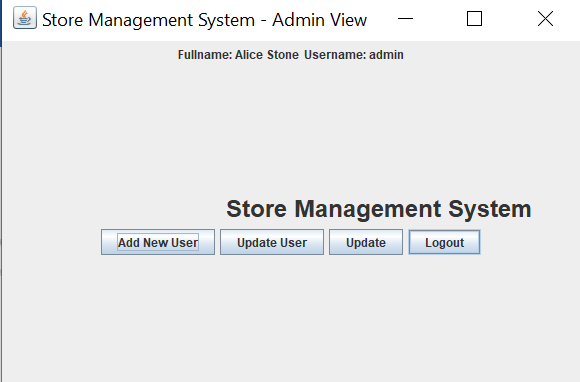 Store Management System - Admin View
Fullname: Alice Stone Username: admin
Store Management System
Add New User Update User Update Logout